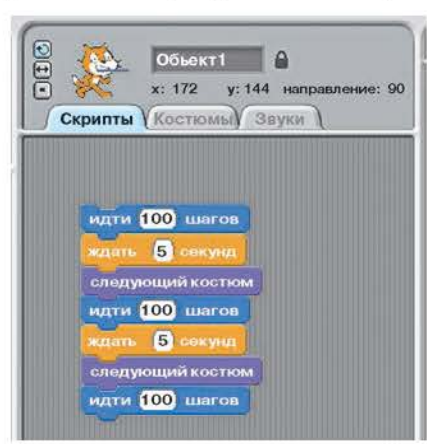 Объект1
x: 172 y: 144 направление: 90
Скрипты Костюмы Звуки
идти 100 шагов
ждать 5 секунд
следующий костюм
идти 100 шагов
ждать 5 секунд
следующий костюм
идти 100 шагов